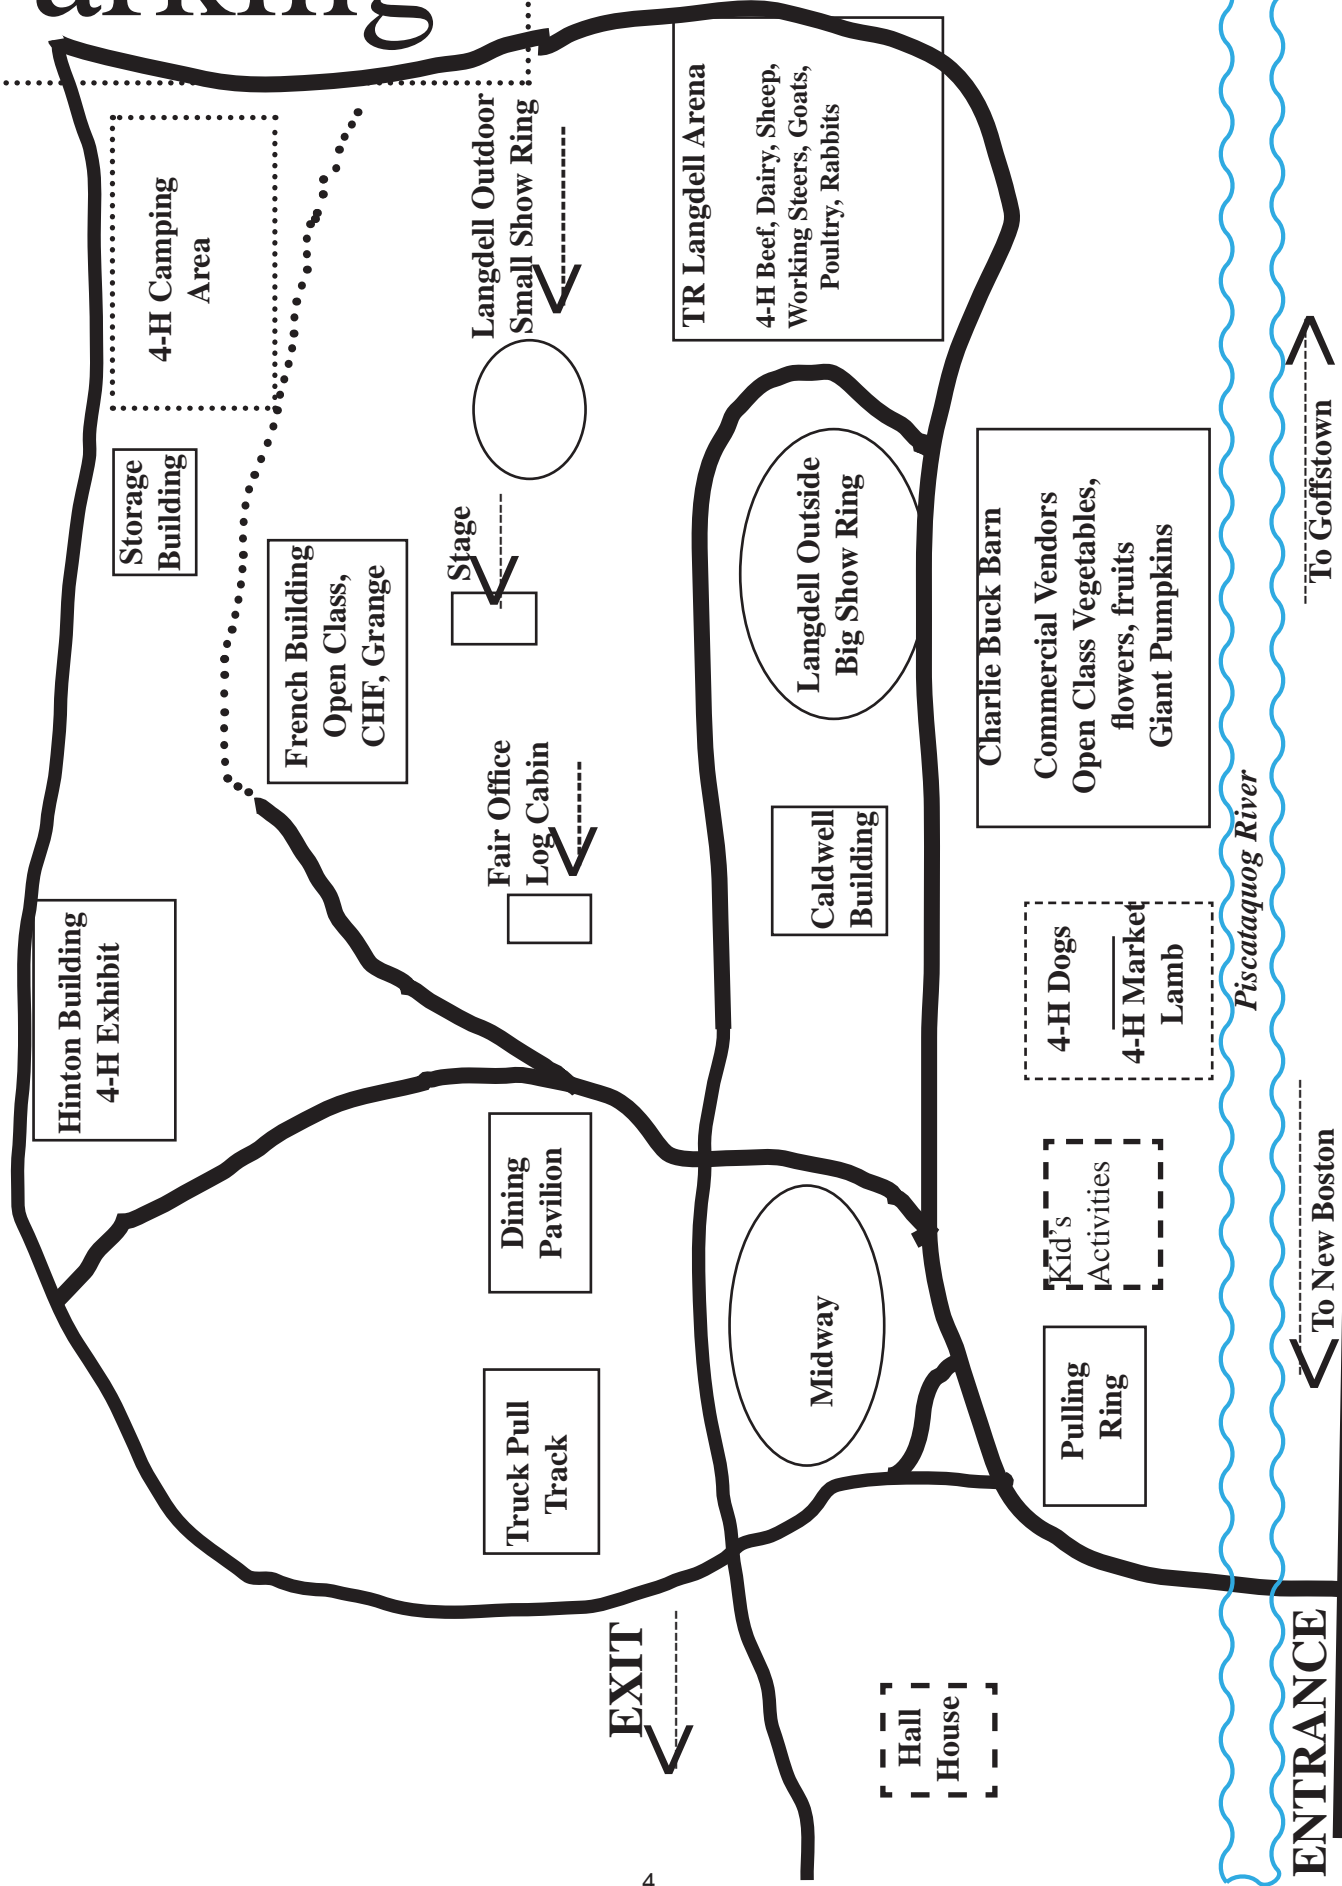 arking
4-H Camping
Area
Storage
Building
Hinton Building
4-H Exhibit
French Building
Open Class,
CHF, Grange
Langdell Outdoor
Small Show Ring
Stage
Fair Office
Log Cabin
Dining
Pavilion
Truck Pull
Track
EXIT
TR Langdell Arena
4-H Beef, Dairy, Sheep,
Working Steers, Goats,
Poultry, Rabbits
Langdell Outside
Big Show Ring
Caldwell
Building
Midway
Hall
House
Charlie Buck Barn
Commercial Vendors
Open Class Vegetables,
flowers, fruits
Giant Pumpkins
4-H Dogs
4-H Market
Lamb
Kid's
Activities
Pulling
Ring
Piscataquog River
To Goffstown
To New Boston
ENTRANCE
4